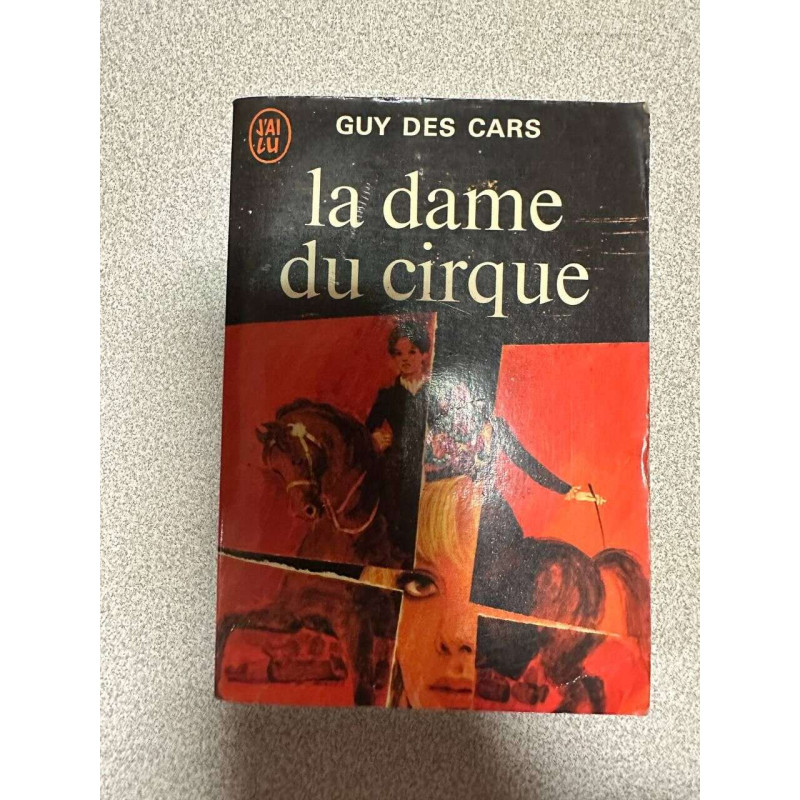 J'AI
LU
GUY DES CARS
la dame
du cirque